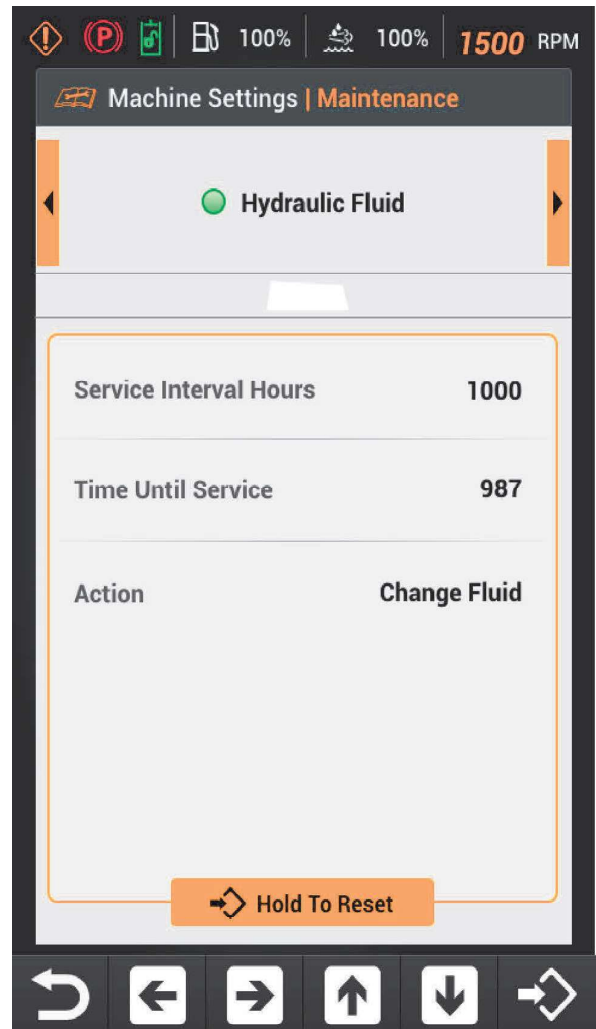 (P) 100% 100% 1500 RPM
Machine Settings | Maintenance
Hydraulic Fluid
Service Interval Hours 1000
Time Until Service 987
Action Change Fluid
Hold To Reset